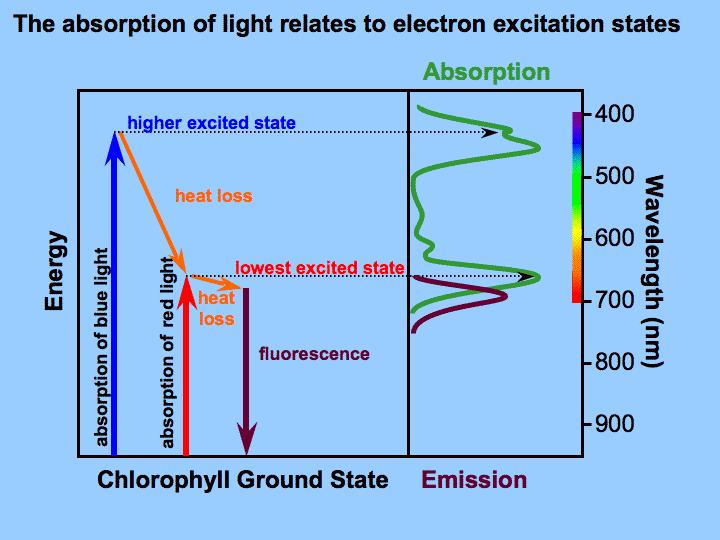 The absorption of light relates to electron excitation states
Absorption
higher excited state
heat loss
lowest excited state
heat
loss
fluorescence
absorption of blue light
absorption of red light
Energy
400
500
600
700
800
900
Wavelength (nm)
Chlorophyll Ground State
Emission